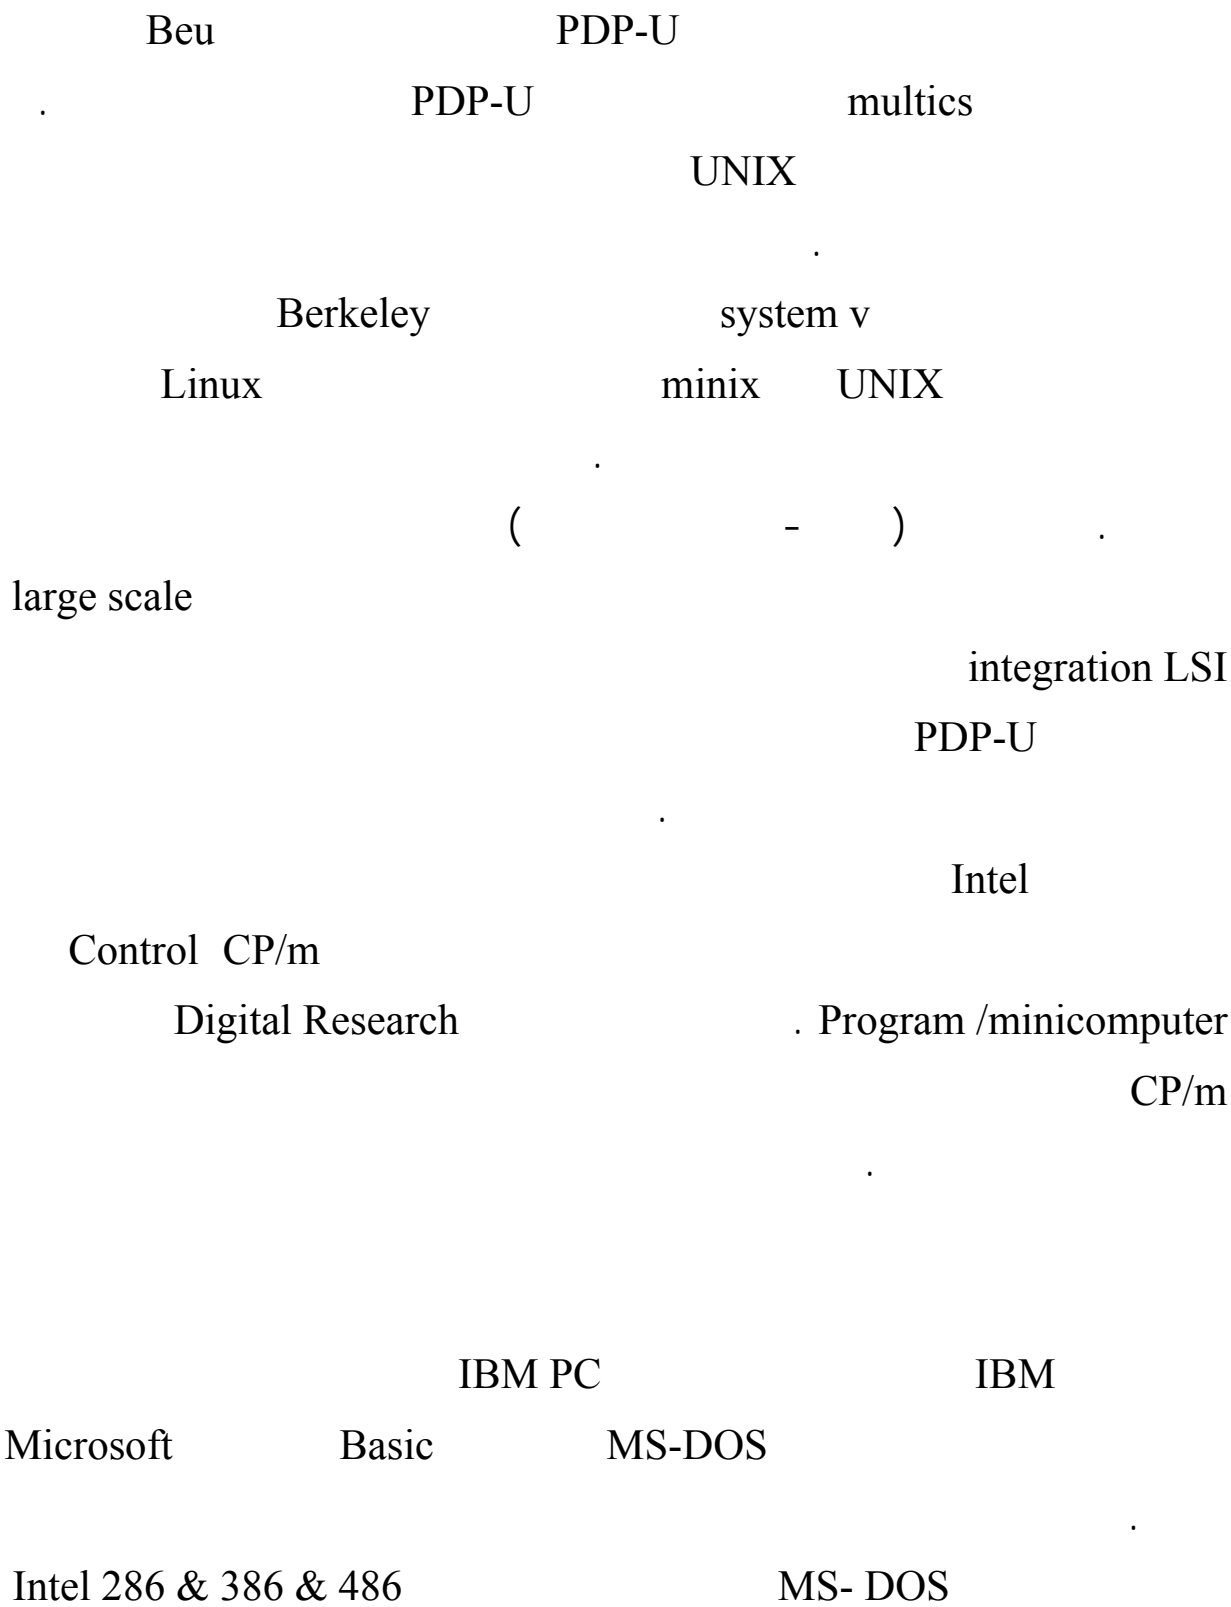 PDP-U Beu
multics PDP-U .
UNIX
.
system v Berkeley
UNIX minix Linux
.
. ( - )
large scale
integration LSI
PDP-U
.
Intel
CP/m Control
Program /minicomputer . Digital Research
CP/m
.
IBM IBM PC
MS-DOS Basic Microsoft
.
MS- DOS Intel 286 & 386 & 486